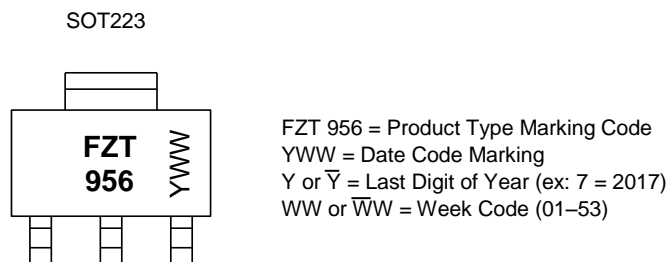 SOT223
FZT
956
YWW
FZT 956 = Product Type Marking Code
YWW = Date Code Marking
Y or Y̅ = Last Digit of Year (ex: 7 = 2017)
WW or W̅W = Week Code (01–53)